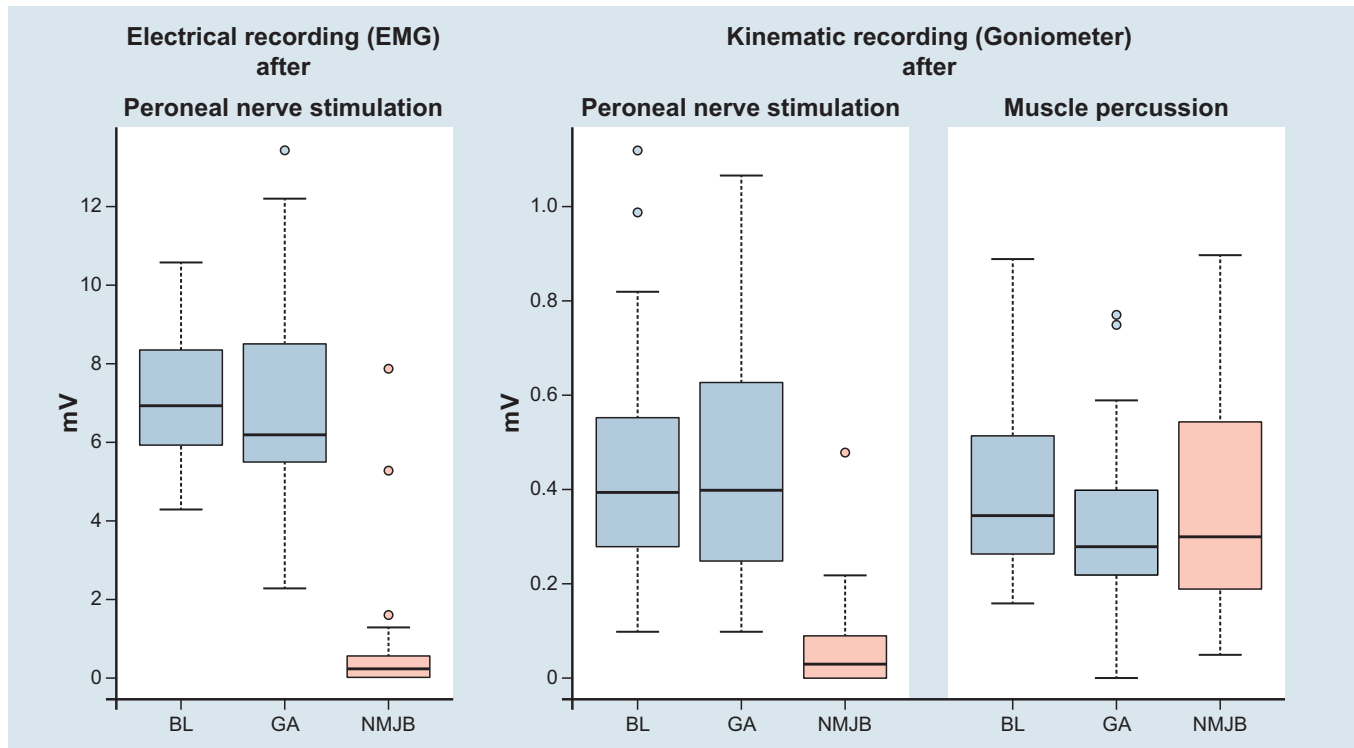 Electrical recording (EMG)
after
Peroneal nerve stimulation
Kinematic recording (Goniometer)
after
Peroneal nerve stimulation
Muscle percussion
mV
12
10
8
6
4
2
0
BL
GA
NMJB
mV
1.0
0.8
0.6
0.4
0.2
0
BL
GA
NMJB
BL
GA
NMJB